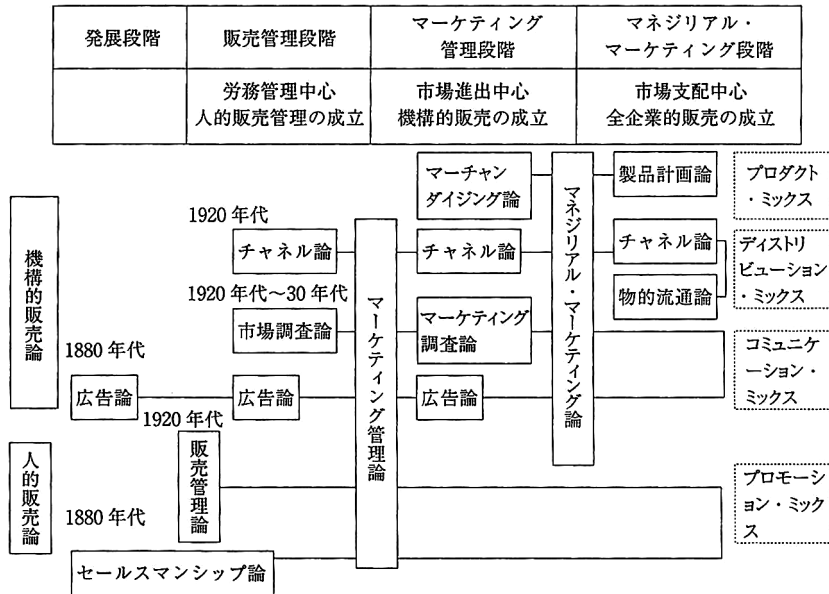 発展段階
販売管理段階
マーケティング
管理段階
マネジリアル・
マーケティング段階
労務管理中心
人的販売管理の成立
市場進出中心
機構的販売の成立
市場支配中心
全企業的販売の成立
マーチャン
ダイジング論
製品計画論
プロダクト
・ミックス
機構的販売論
1920年代
チャネル論
チャネル論
マネジリアル・マーケティング論
チャネル論
ディストリ
ビューション
・ミックス
物的流通論
マーケティング管理論
1920年代~30年代
市場調査論
マーケティング
調査論
コミュニケ
ーション・
ミックス
1880年代
広告論
広告論
広告論
人的販売論
1920年代
販売管理論
プロモーシ
ョン・ミック
ス
1880年代
セールスマンシップ論